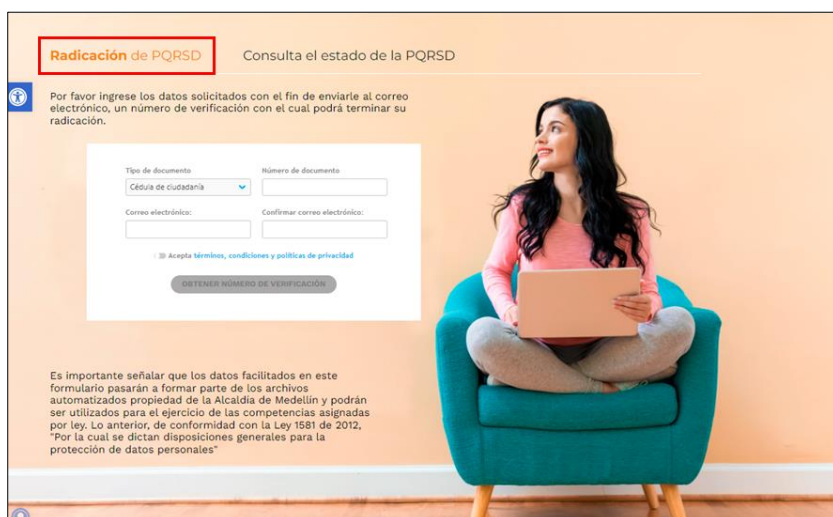 Radicación de PQRSD
Consulta el estado de la PQRSD
Por favor ingrese los datos solicitados con el fin de enviarle al correo
electrónico, un número de verificación con el cual podrá terminar su
radicación.
Tipo de documento
Número de documento
Cédula de ciudadanía
Correo electrónico:
Confirmar correo electrónico:
Acepta términos, condiciones y políticas de privacidad
OBTENER NÚMERO DE VERIFICACIÓN
Es importante señalar que los datos facilitados en este
formulario pasarán a formar parte de los archivos
automatizados propiedad de la Alcaldía de Medellín y podrán
ser utilizados para el ejercicio de las competencias asignadas
por ley. Lo anterior, de conformidad con la Ley 1581 de 2012,
"Por la cual se dictan disposiciones generales para la
protección de datos personales"